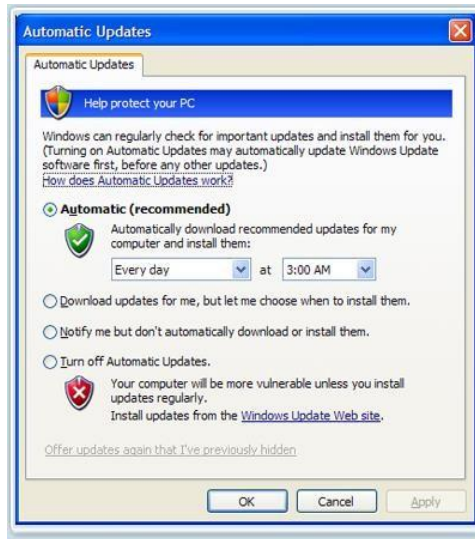 Automatic Updates
Automatic Updates
Help protect your PC
Windows can regularly check for important updates and install them for you.
(Turning on Automatic Updates may automatically update Windows Update
software first, before any other updates.)
How does Automatic Updates work?
Automatic (recommended)
Automatically download recommended updates for my
computer and install them:
Every day at 3:00 AM
Download updates for me, but let me choose when to install them.
Notify me but don't automatically download or install them.
Turn off Automatic Updates.
Your computer will be more vulnerable unless you install
updates regularly.
Install updates from the Windows Update Web site.
Offer updates again that I've previously hidden
OK Cancel Apply